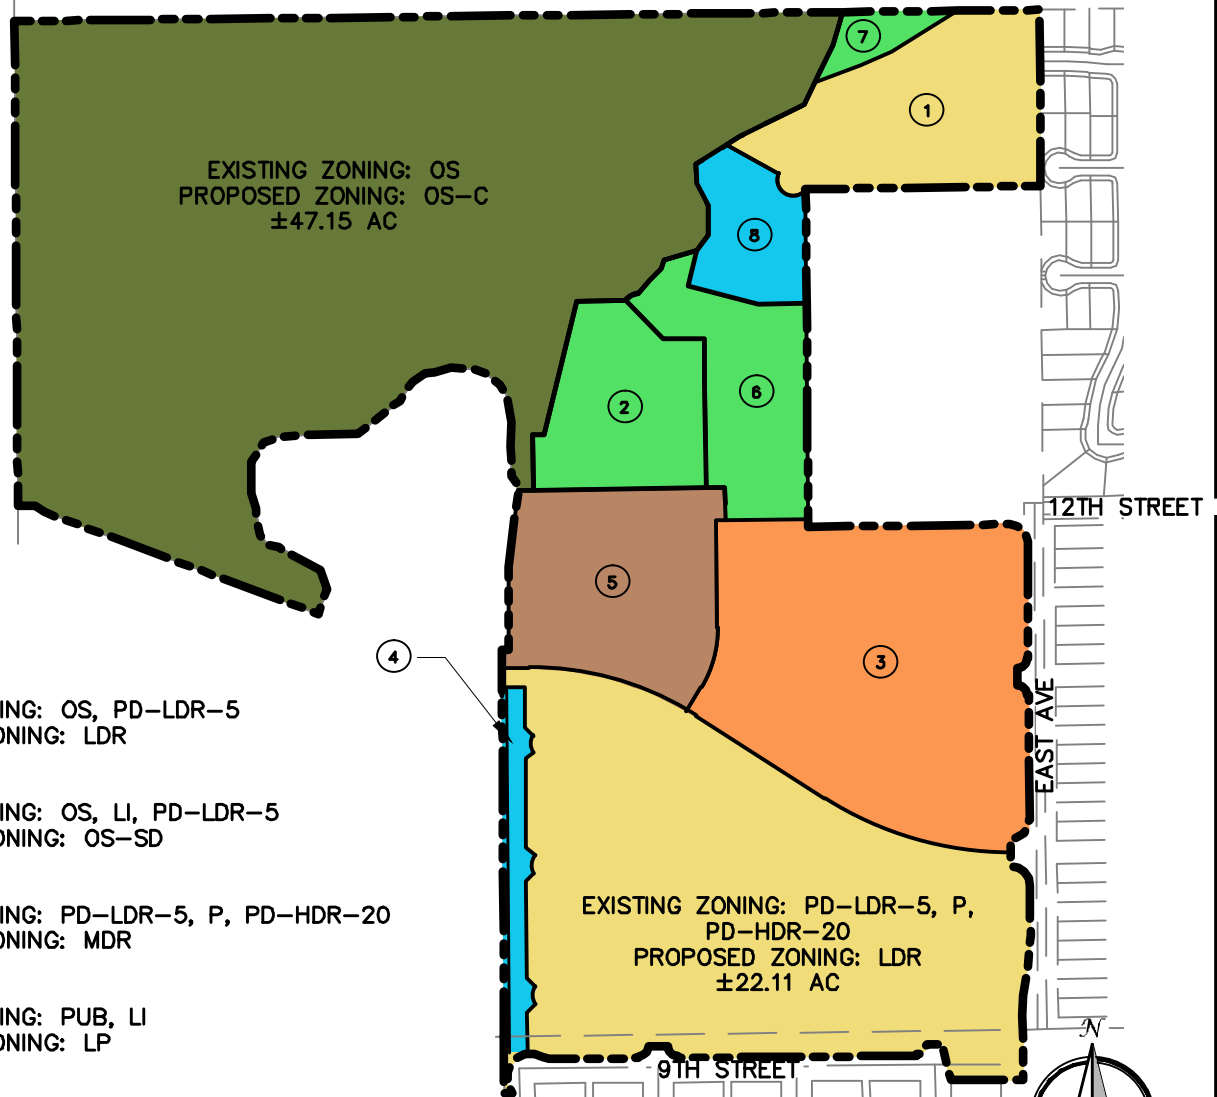 7
1
EXISTING ZONING: OS
PROPOSED ZONING: OS-C
±47.15 AC
8
2
6
12TH STREET
5
4
3
EAST AVE
ING: OS, PD-LDR-5
ONING: LDR
ING: OS, LI, PD-LDR-5
ONING: OS-SD
ING: PD-LDR-5, P, PD-HDR-20
ONING: MDR
ING: PUB, LI
ONING: LP
EXISTING ZONING: PD-LDR-5, P,
PD-HDR-20
PROPOSED ZONING: LDR
±22.11 AC
N
9TH STREET